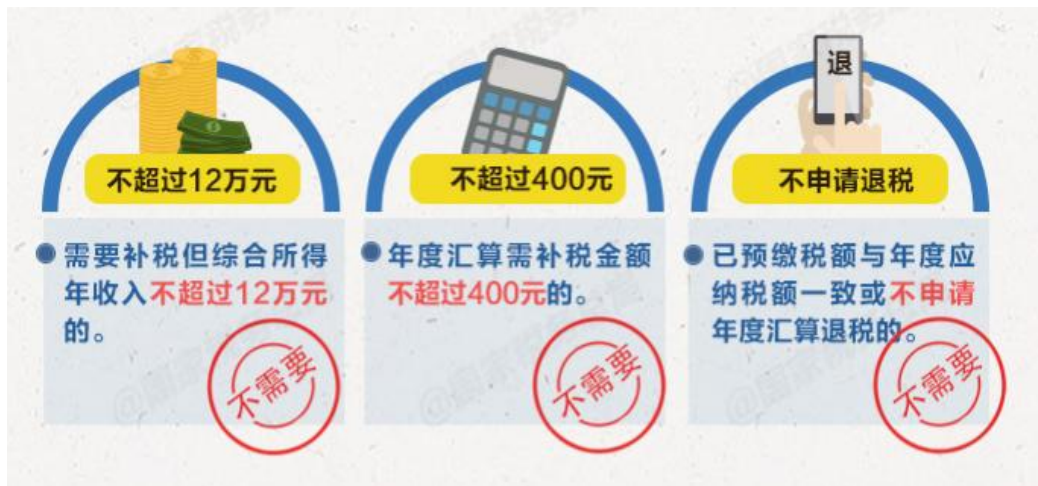 退
不超过12万元
不超过400元
不申请退税
需要补税但综合所得
年收入不超过12万元
的。
不需要
年度汇算需补税金额
不超过400元的。
不需要
已预缴税额与年度应
纳税额一致或不申请
年度汇算退税的。
不需要